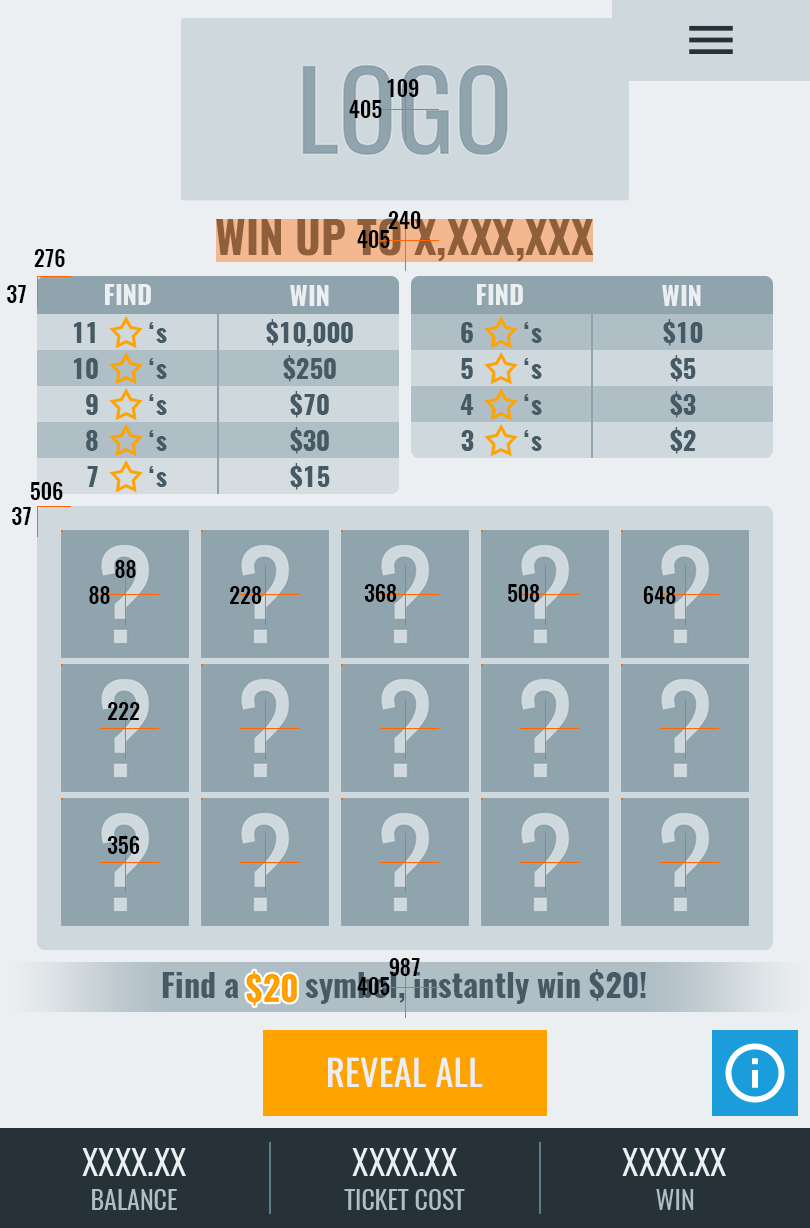 LOGO
109
405
WIN UP TO X,XXX,XXX
240
405
276
37
FIND WIN
11 ‘s $10,000
10 ‘s $250
9 ‘s $70
8 ‘s $30
7 ‘s $15
FIND WIN
6 ‘s $10
5 ‘s $5
4 ‘s $3
3 ‘s $2
506
37
? ? ? ? ?
88
88 228 368 508 648
? ? ? ? ?
222
? ? ? ? ?
356
987
405
Find a $20 symbol, instantly win $20!
REVEAL ALL
i
XXXX.XX XXXX.XX XXXX.XX
BALANCE TICKET COST WIN